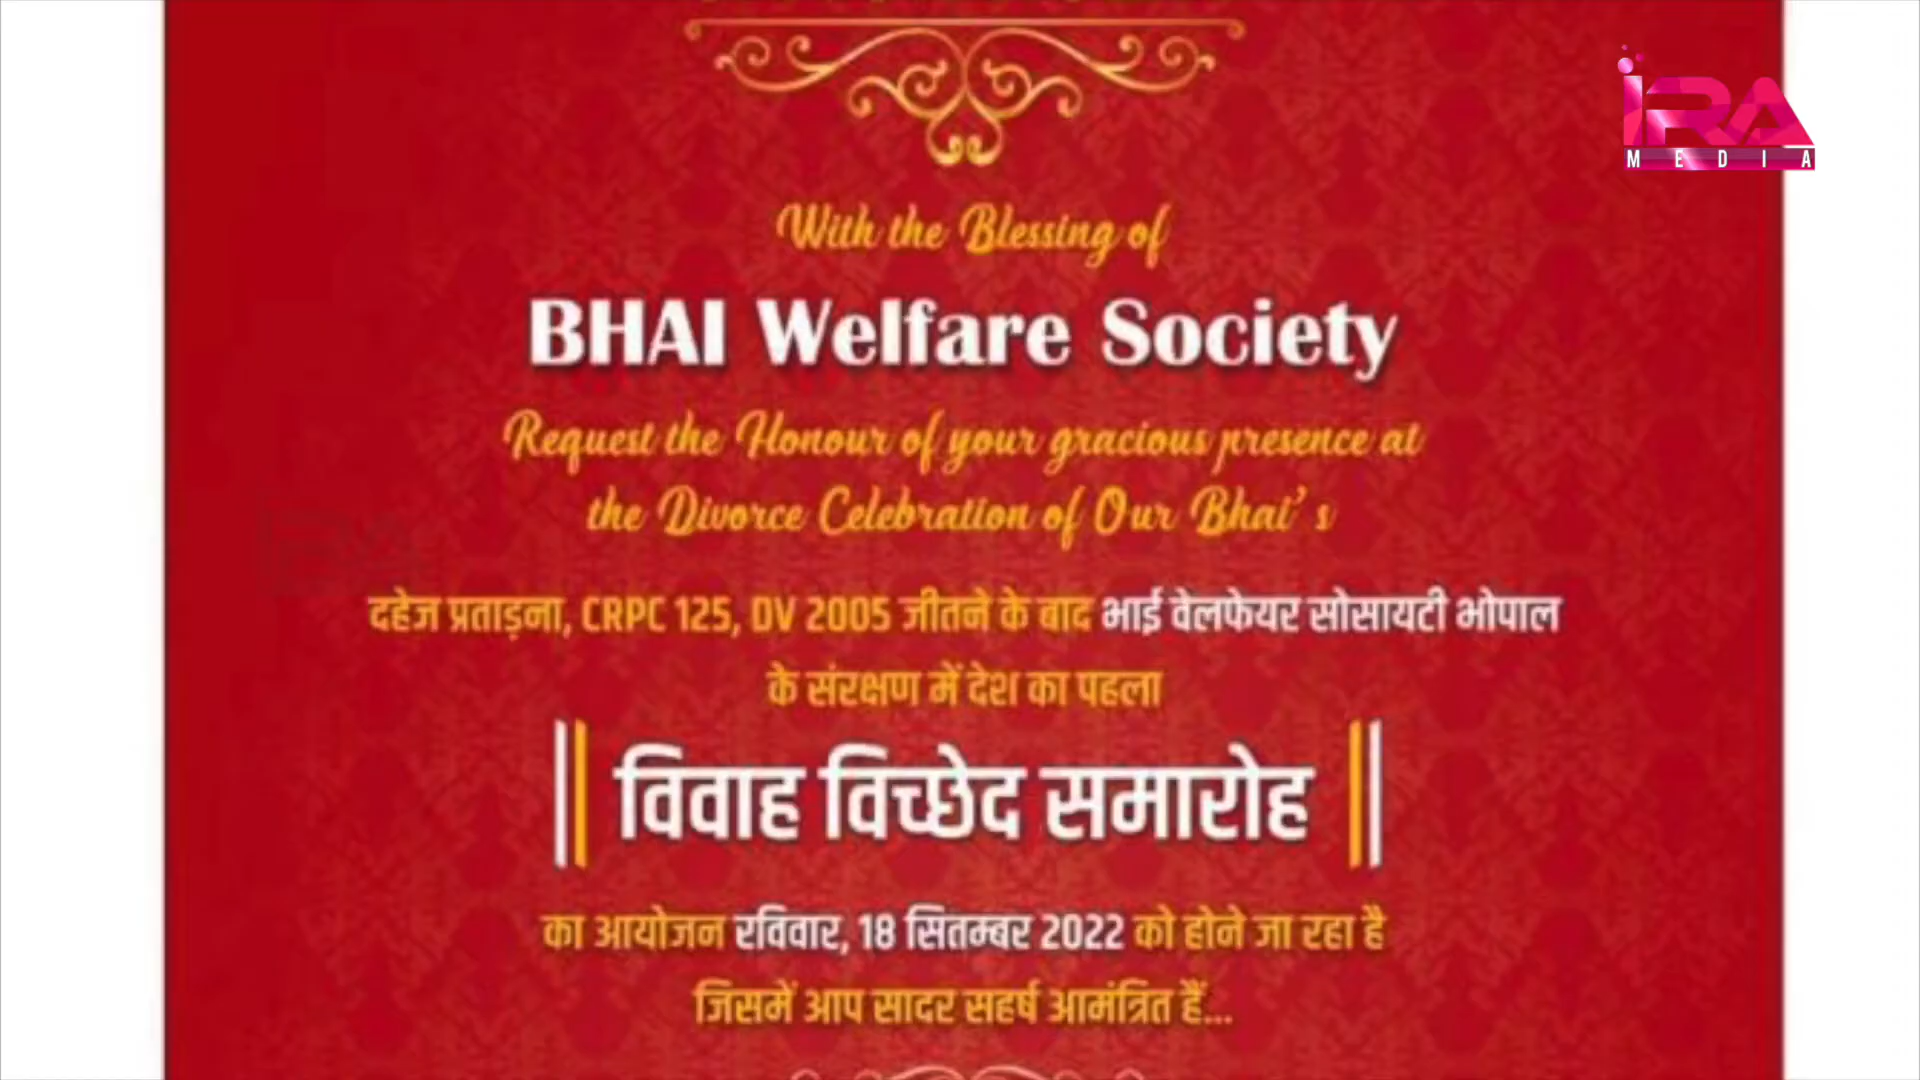 iRA
MEDIA
With the Blessing of
BHAI Welfare Society
Request the Honour of your gracious presence at
the Divorce Celebration of Our Bhai's
दहेज प्रताड़ना, CRPC 125, DV 2005 जीतने के बाद भाई वेलफेयर सोसायटी भोपाल
के संरक्षण में देश का पहला
|| विवाह विच्छेद समारोह ||
का आयोजन रविवार, 18 सितम्बर 2022 को होने जा रहा है
जिसमें आप सादर सहर्ष आमंत्रित हैं...